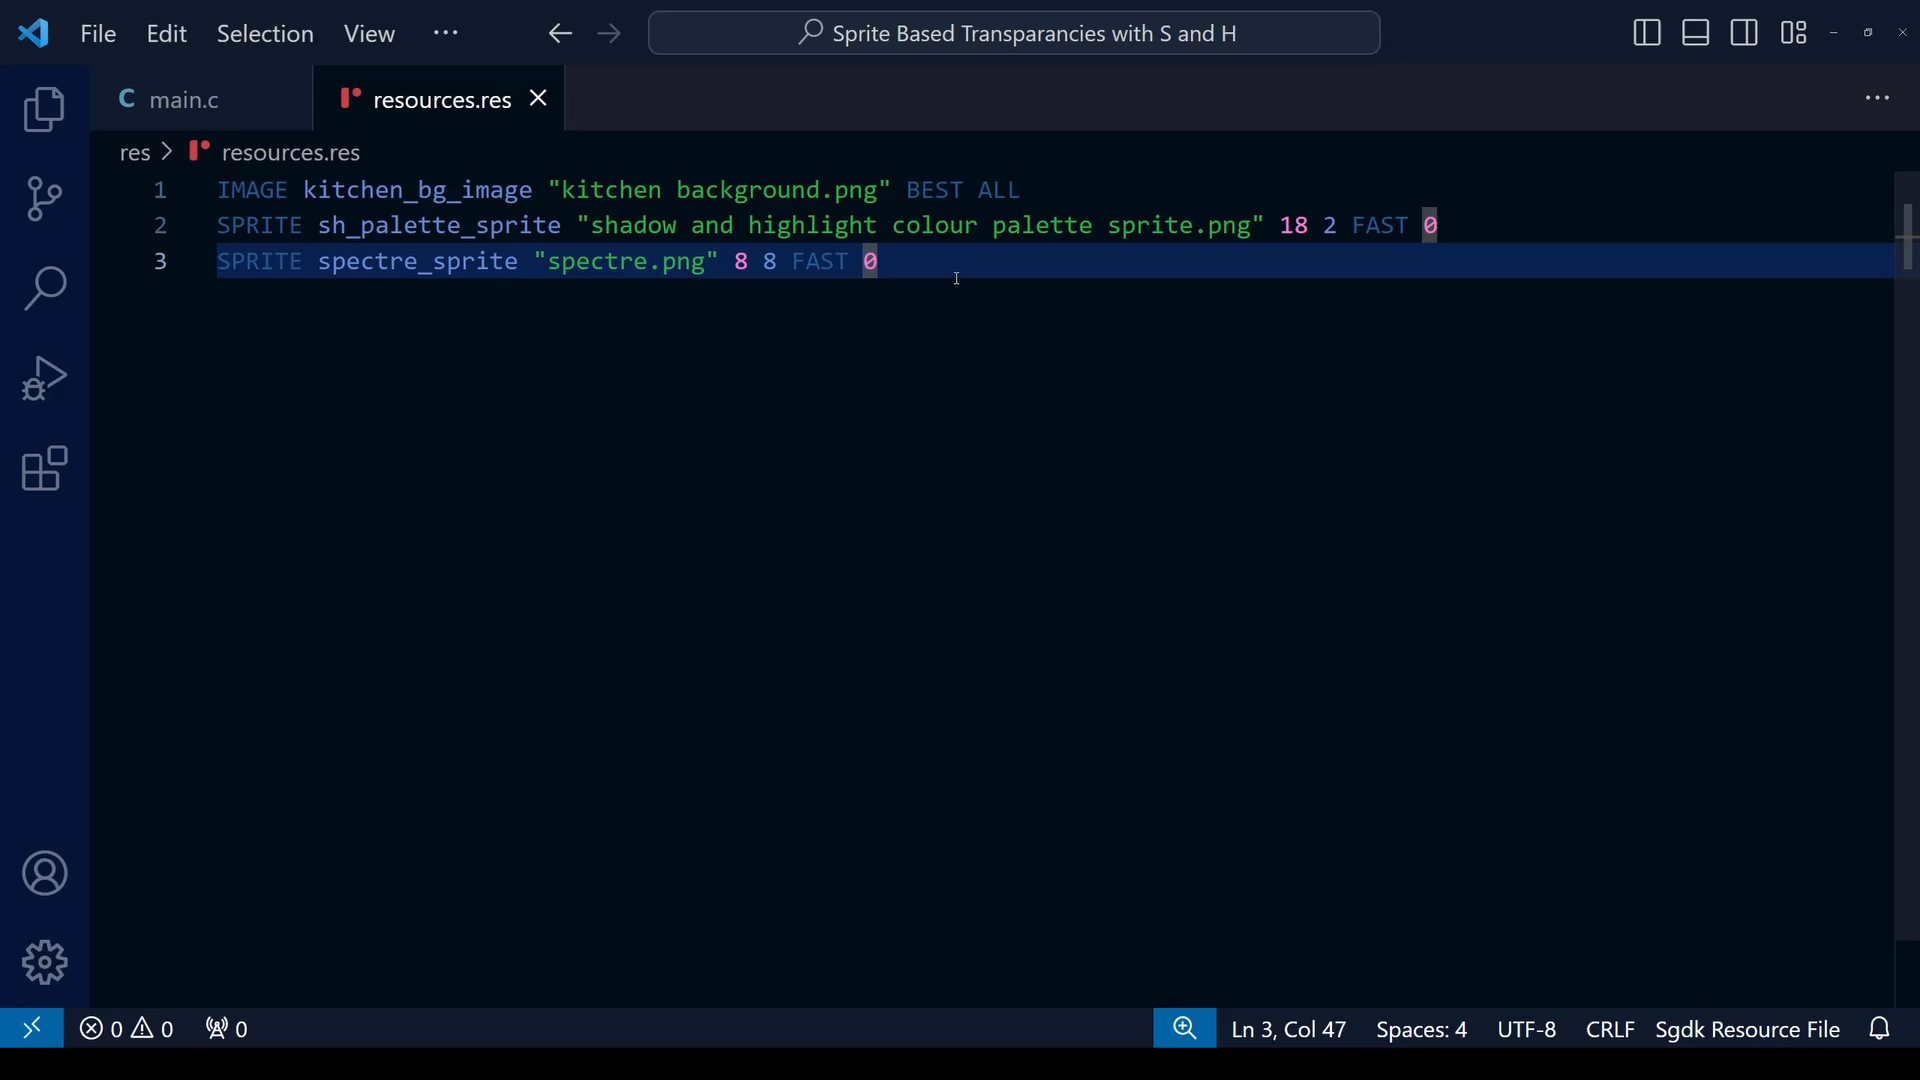 File Edit Selection View ··· Sprite Based Transparancies with S and H
C main.c resources.res
res > resources.res
1 IMAGE kitchen_bg_image "kitchen background.png" BEST ALL
2 SPRITE sh_palette_sprite "shadow and highlight colour palette sprite.png" 18 2 FAST 0
3 SPRITE spectre_sprite "spectre.png" 8 8 FAST 0
0 0 0 Ln 3, Col 47 Spaces: 4 UTF-8 CRLF Sgdk Resource File